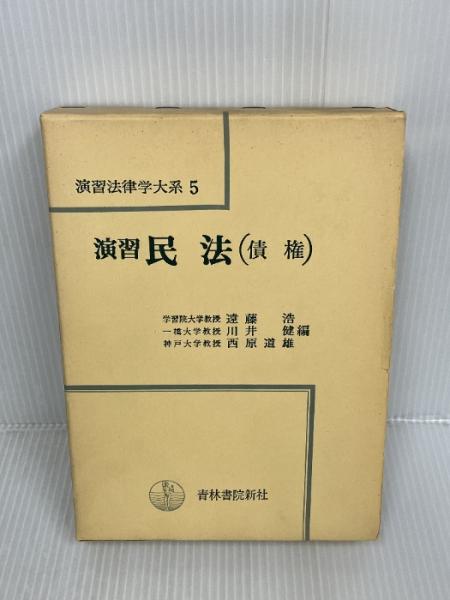 演習法律学大系 5
演習 民法(債権)
学習院大学教授 遠藤 浩
一橋大学教授 川井 健 編
神戸大学教授 西原道雄
青林書院新社